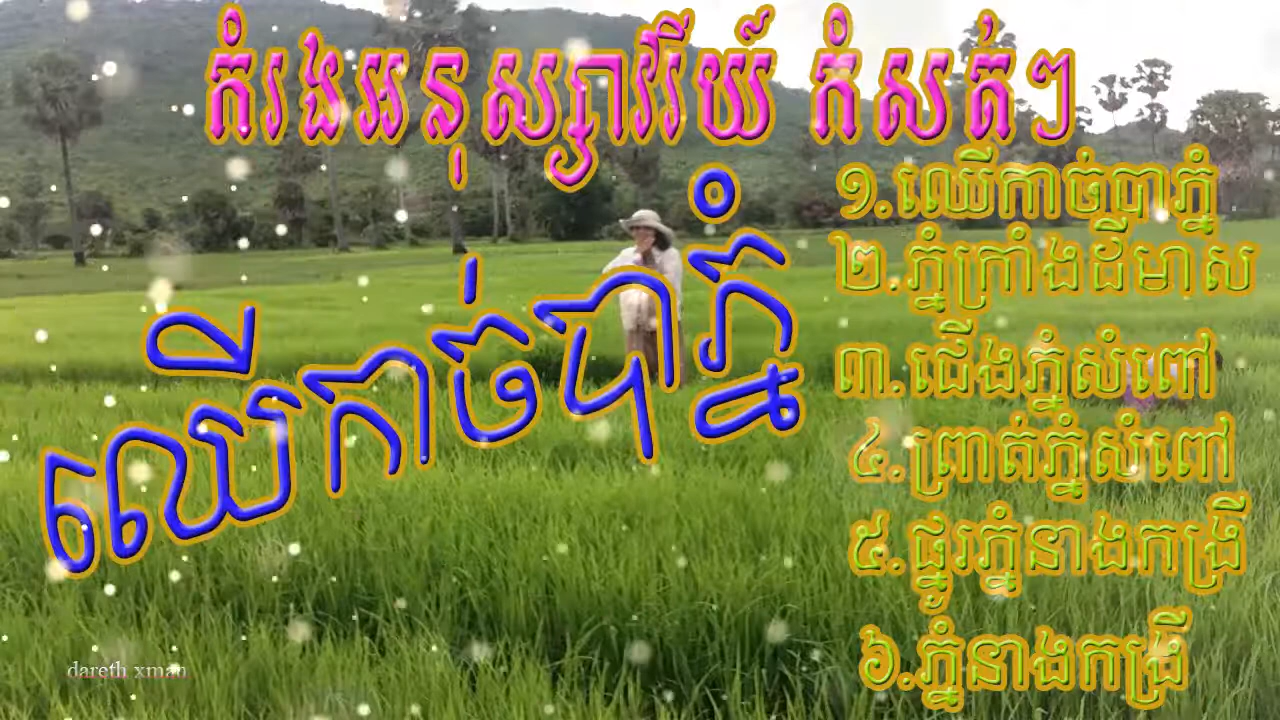 កំរងអនុស្សាវរីយ៍ កំសត់ៗ
ឈើកាច់បាភ្នំ
១.ឈើកាច់បាភ្នំ
២.ភ្នំក្រាំងដីមាស
៣.ជើងភ្នំសំពៅ
៤.ព្រាត់ភ្នំសំពៅ
៥.ផ្នូរភ្នំនាងកង្រី
៦.ភ្នំនាងកង្រី
dareth xman